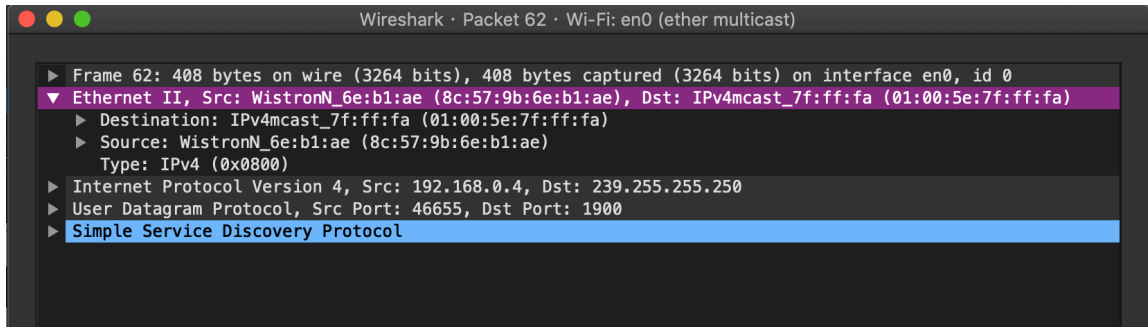 Wireshark · Packet 62 · Wi-Fi: en0 (ether multicast)
Frame 62: 408 bytes on wire (3264 bits), 408 bytes captured (3264 bits) on interface en0, id 0
Ethernet II, Src: WistronN_6e:b1:ae (8c:57:9b:6e:b1:ae), Dst: IPv4mcast_7f:ff:fa (01:00:5e:7f:ff:fa)
Destination: IPv4mcast_7f:ff:fa (01:00:5e:7f:ff:fa)
Source: WistronN_6e:b1:ae (8c:57:9b:6e:b1:ae)
Type: IPv4 (0x0800)
Internet Protocol Version 4, Src: 192.168.0.4, Dst: 239.255.255.250
User Datagram Protocol, Src Port: 46655, Dst Port: 1900
Simple Service Discovery Protocol